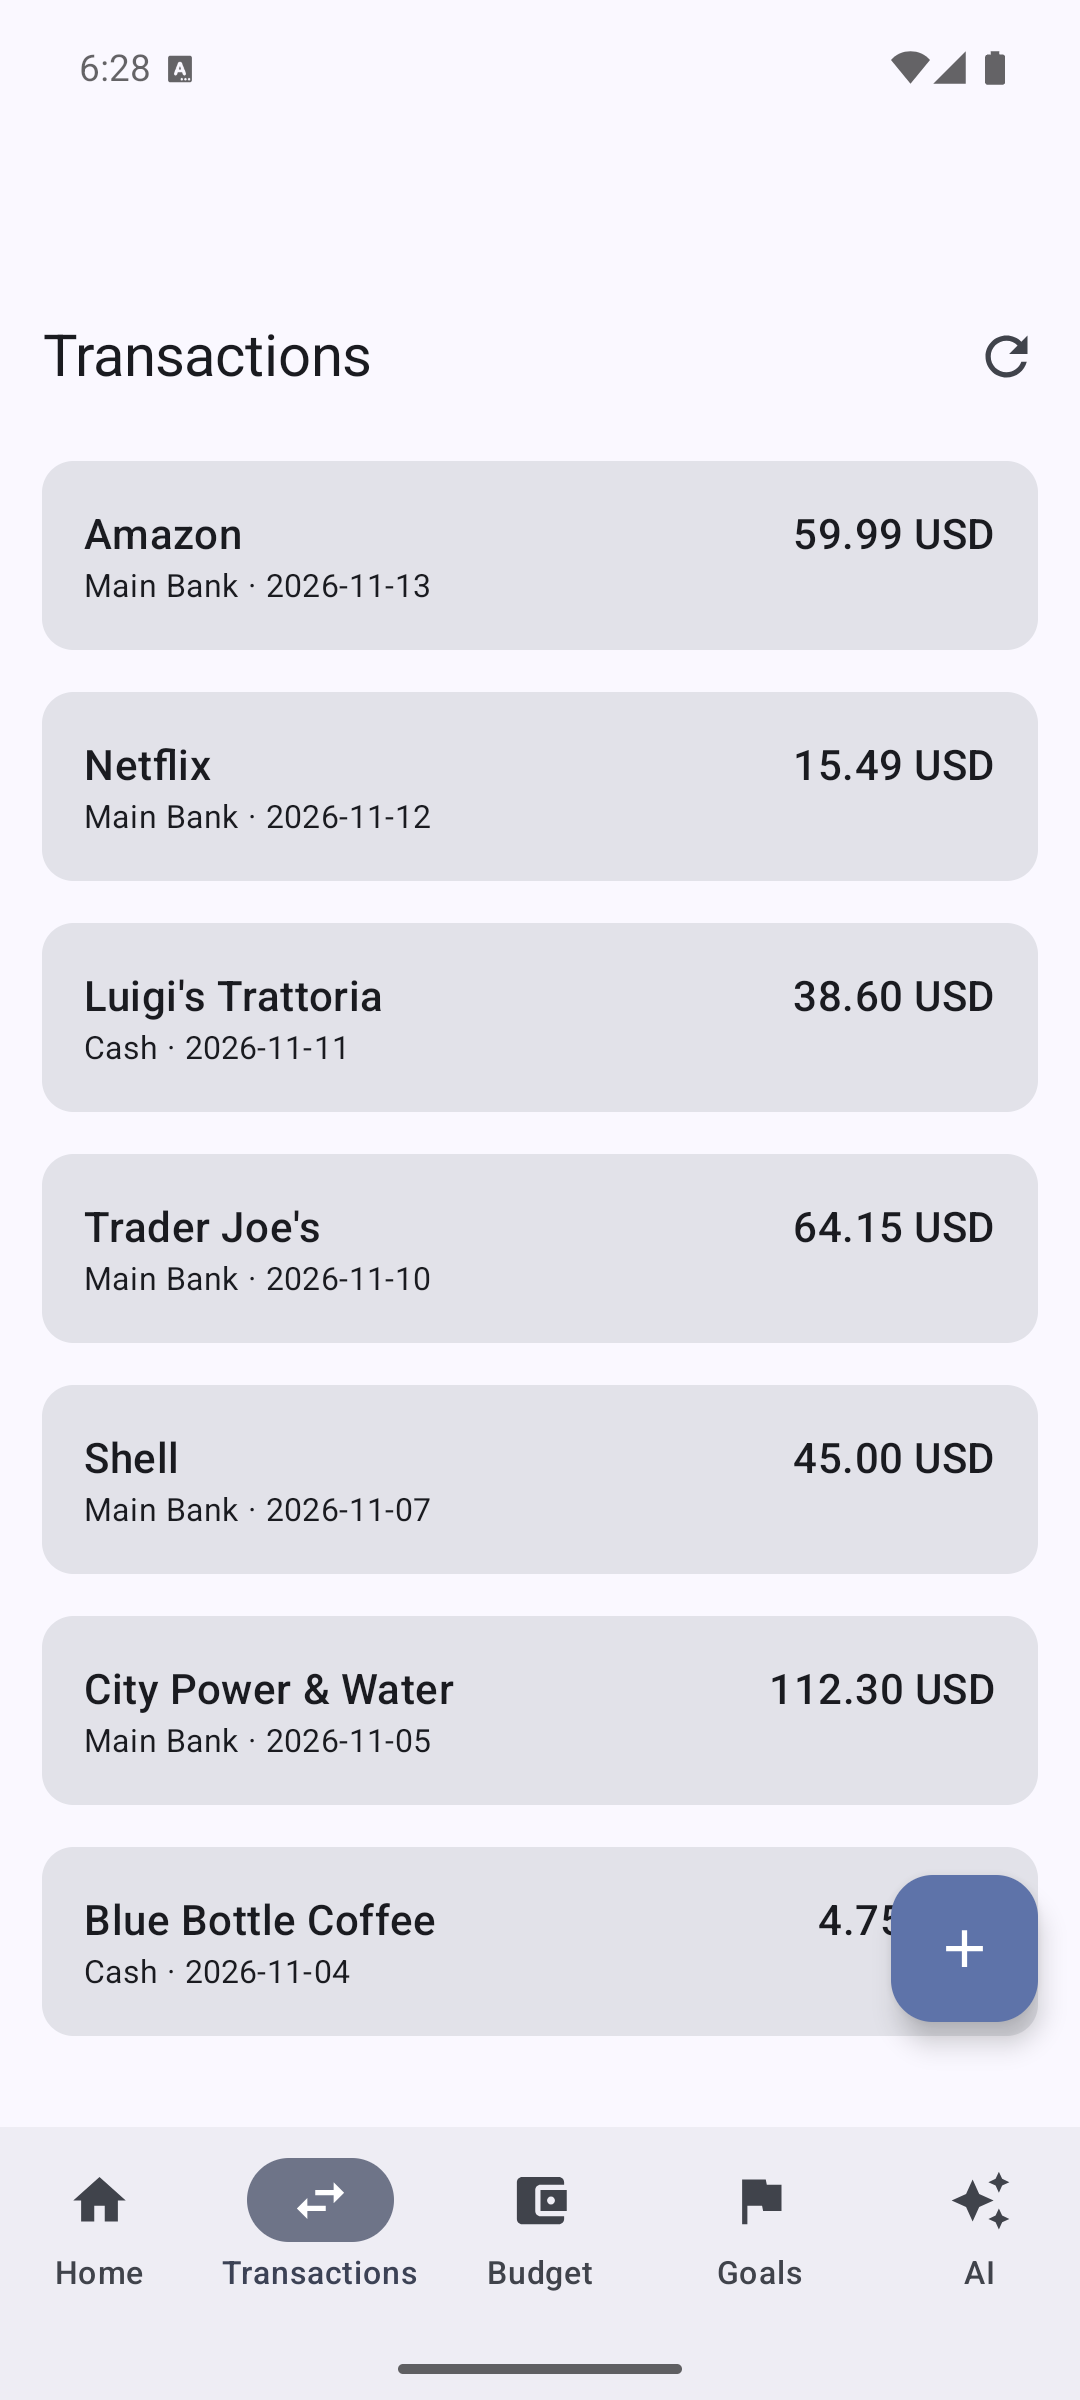 6:28
Transactions
Amazon 59.99 USD
Main Bank · 2026-11-13
Netflix 15.49 USD
Main Bank · 2026-11-12
Luigi's Trattoria 38.60 USD
Cash · 2026-11-11
Trader Joe's 64.15 USD
Main Bank · 2026-11-10
Shell 45.00 USD
Main Bank · 2026-11-07
City Power & Water 112.30 USD
Main Bank · 2026-11-05
Blue Bottle Coffee 4.75
Cash · 2026-11-04
Home Transactions Budget Goals AI